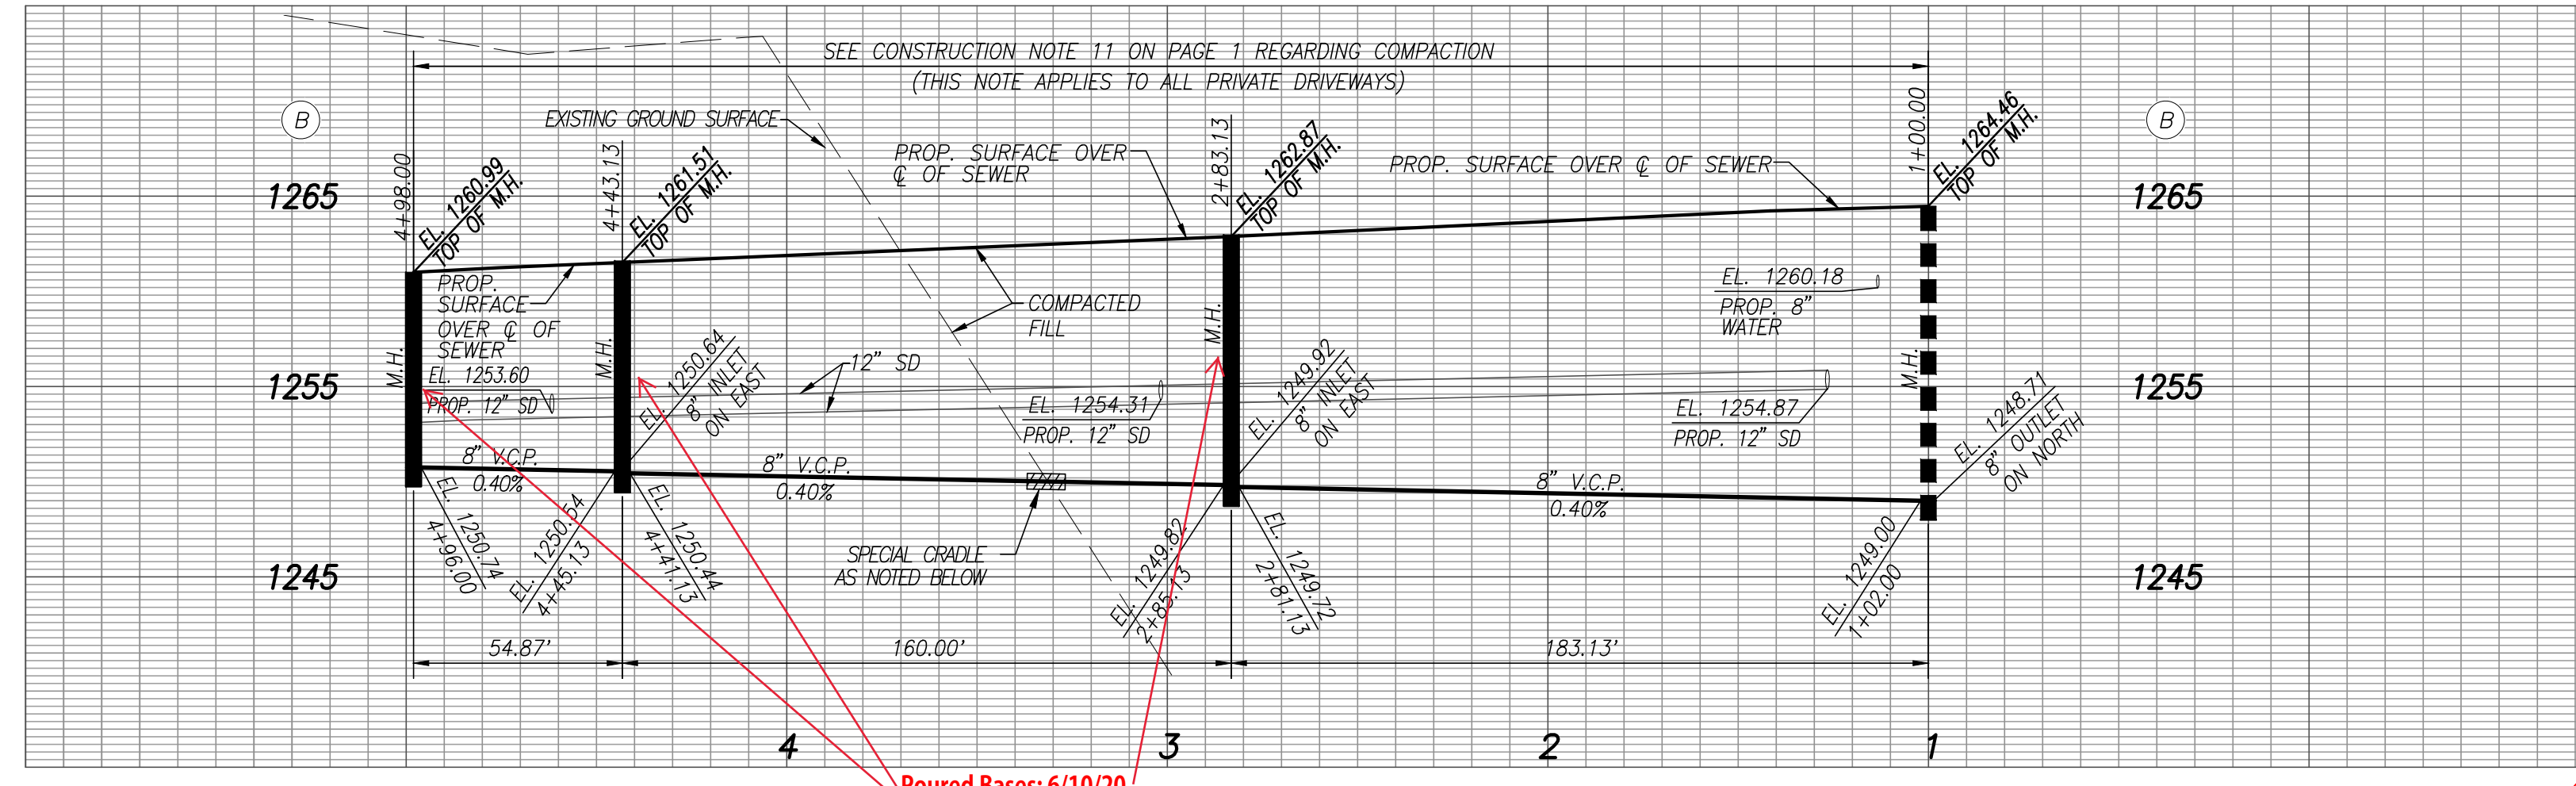 SEE CONSTRUCTION NOTE 11 ON PAGE 1 REGARDING COMPACTION
(THIS NOTE APPLIES TO ALL PRIVATE DRIVEWAYS)
B
B
EXISTING GROUND SURFACE
PROP. SURFACE OVER
℄ OF SEWER
PROP. SURFACE OVER ℄ OF SEWER
4+98.00
EL. 1260.99
TOP OF M.H.
4+43.13
EL. 1261.51
TOP OF M.H.
2+83.13
EL. 1262.87
TOP OF M.H.
1+00.00
EL. 1264.46
TOP OF M.H.
1265
1265
PROP.
SURFACE
OVER ℄ OF
SEWER
COMPACTED
FILL
EL. 1260.18
PROP. 8"
WATER
M.H.
M.H.
M.H.
M.H.
1255
1255
EL. 1253.60
PROP. 12" SD
EL. 1250.64
8" INLET
ON EAST
12" SD
EL. 1254.31
PROP. 12" SD
EL. 1249.92
8" INLET
ON EAST
EL. 1254.87
PROP. 12" SD
EL. 1248.71
8" OUTLET
ON NORTH
8" V.C.P.
0.40%
8" V.C.P.
0.40%
8" V.C.P.
0.40%
EL. 1250.74
4+96.00
EL. 1250.54
4+45.13
EL. 1250.44
4+41.13
SPECIAL CRADLE
AS NOTED BELOW
EL. 1249.82
2+85.13
EL. 1249.72
2+81.13
EL. 1249.00
1+02.00
1245
1245
54.87'
160.00'
183.13'
4
3
2
1
Poured Bases: 6/10/20